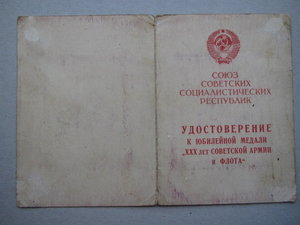 СОЮЗ
СОВЕТСКИХ
СОЦИАЛИСТИЧЕСКИХ
РЕСПУБЛИК
УДОСТОВЕРЕНИЕ
К ЮБИЛЕЙНОЙ МЕДАЛИ
„XXX ЛЕТ СОВЕТСКОЙ АРМИИ
И ФЛОТА“